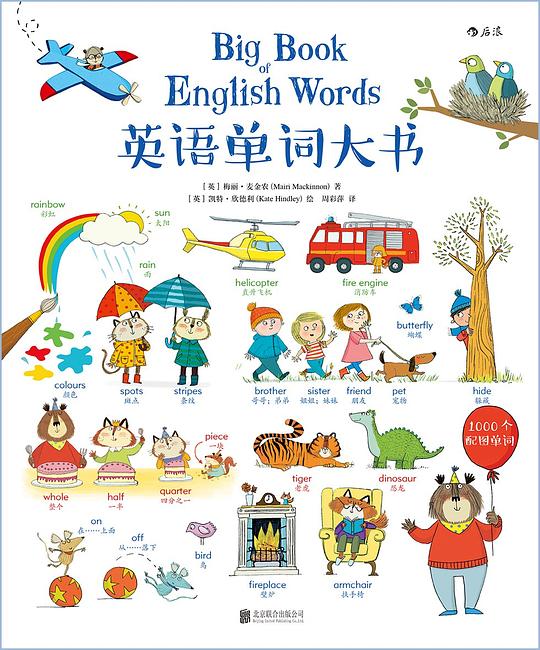 后浪
Big Book
of
English Words
英语单词大书
[英] 梅丽·麦金农 (Mairi Mackinnon) 著
[英] 凯特·欣德利 (Kate Hindley) 绘 周彩萍 译
rainbow
彩虹
sun
太阳
rain
雨
helicopter
直升飞机
fire engine
消防车
butterfly
蝴蝶
colours
颜色
spots
斑点
stripes
条纹
brother
哥哥；弟弟
sister
姐姐；妹妹
friend
朋友
pet
宠物
hide
躲藏
1000个
配图单词
piece
一块
whole
整个
half
一半
quarter
四分之一
tiger
老虎
dinosaur
恐龙
on
在……上面
off
从……落下
bird
鸟
fireplace
壁炉
armchair
扶手椅
北京联合出版公司
Beijing United Publishing Co.,Ltd.